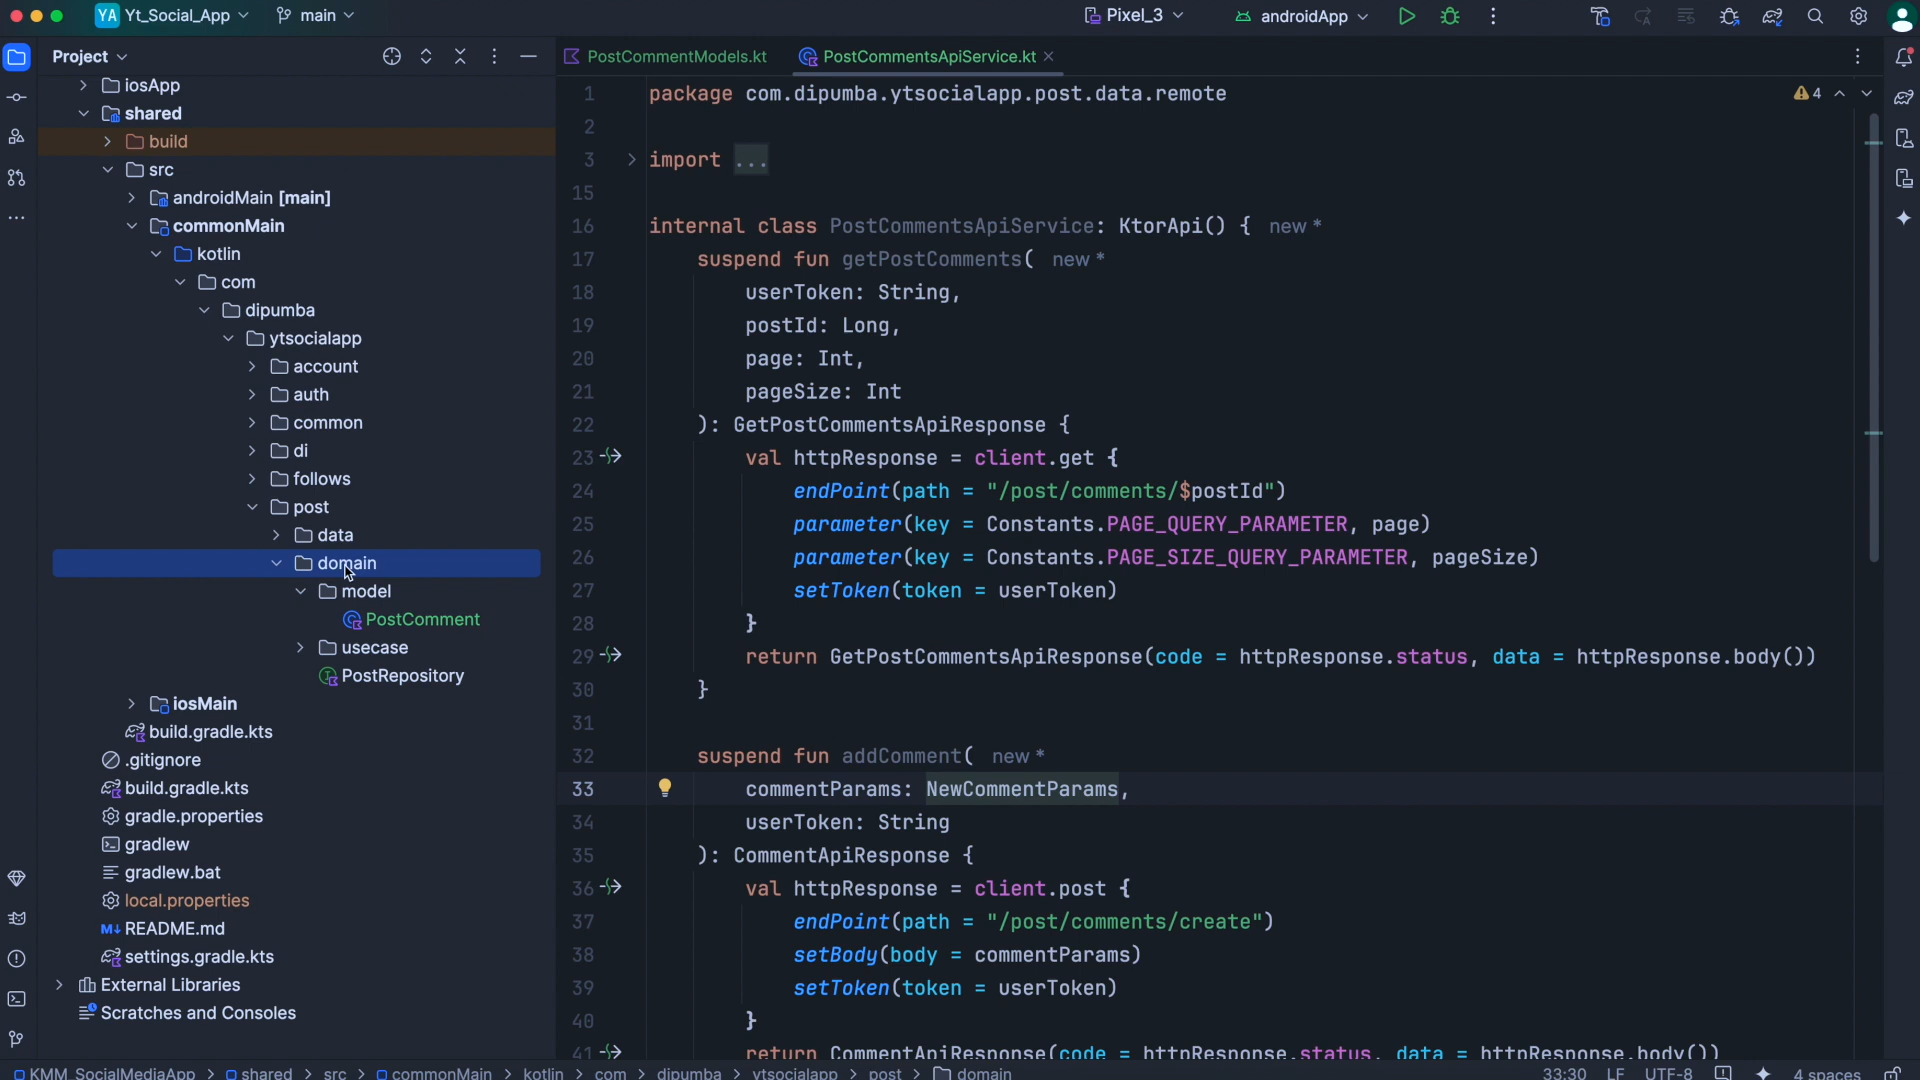 YA Yt_Social_App main Pixel_3 androidApp
Project PostCommentModels.kt PostCommentsApiService.kt
iosApp
shared
build
src
androidMain [main]
commonMain
kotlin
com
dipumba
ytsocialapp
account
auth
common
di
follows
post
data
domain
model
PostComment
usecase
PostRepository
iosMain
build.gradle.kts
.gitignore
build.gradle.kts
gradle.properties
gradlew
gradlew.bat
local.properties
README.md
settings.gradle.kts
External Libraries
Scratches and Consoles
1 package com.dipumba.ytsocialapp.post.data.remote 4
2
3 import ...
15
16 internal class PostCommentsApiService: KtorApi() { new *
17 suspend fun getPostComments( new *
18 userToken: String,
19 postId: Long,
20 page: Int,
21 pageSize: Int
22 ): GetPostCommentsApiResponse {
23 val httpResponse = client.get {
24 endPoint(path = "/post/comments/$postId")
25 parameter(key = Constants.PAGE_QUERY_PARAMETER, page)
26 parameter(key = Constants.PAGE_SIZE_QUERY_PARAMETER, pageSize)
27 setToken(token = userToken)
28 }
29 return GetPostCommentsApiResponse(code = httpResponse.status, data = httpResponse.body())
30 }
31
32 suspend fun addComment( new *
33 commentParams: NewCommentParams,
34 userToken: String
35 ): CommentApiResponse {
36 val httpResponse = client.post {
37 endPoint(path = "/post/comments/create")
38 setBody(body = commentParams)
39 setToken(token = userToken)
40 }
41 return CommentApiResponse(code = httpResponse.status, data = httpResponse.body())
KMM_SocialMediaApp > shared > src > commonMain > kotlin > com > dipumba > ytsocialapp > post > domain 33:30 LF UTF-8 4 spaces